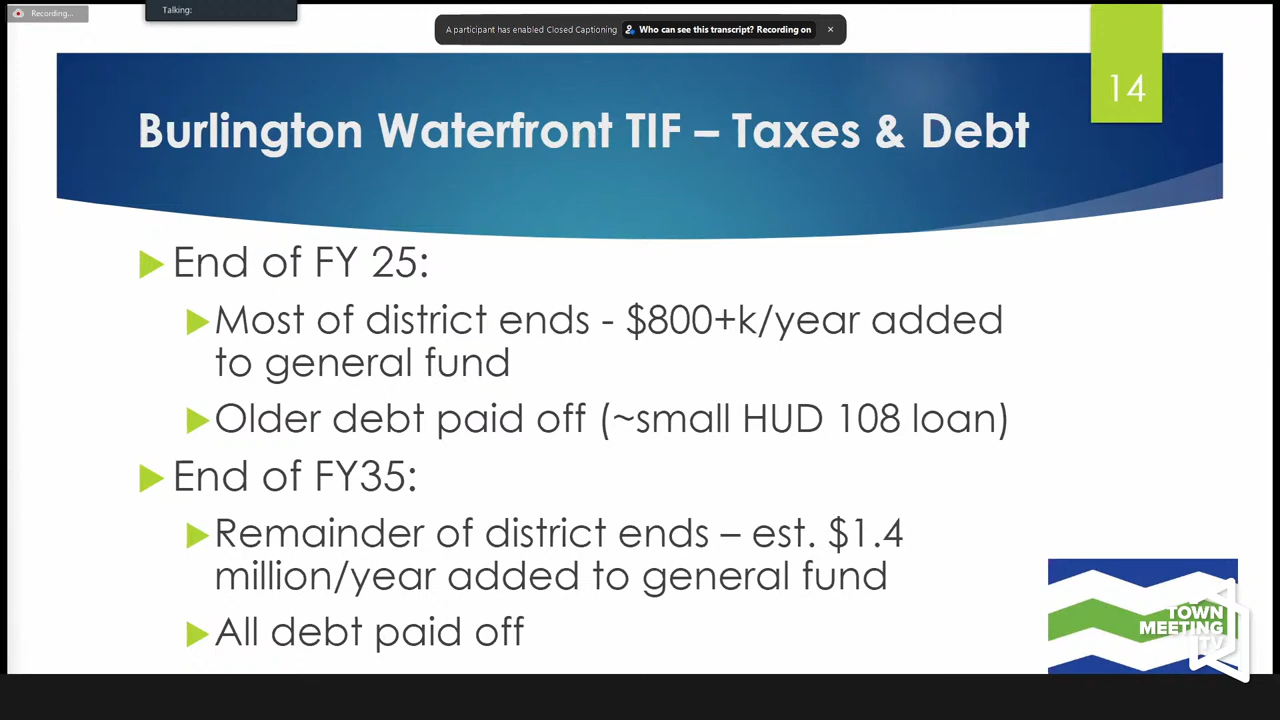 Recording...
Talking:
A participant has enabled Closed Captioning Who can see this transcript? Recording on ×
14
Burlington Waterfront TIF – Taxes & Debt
End of FY 25:
Most of district ends - $800+k/year added
to general fund
Older debt paid off (~small HUD 108 loan)
End of FY35:
Remainder of district ends – est. $1.4
million/year added to general fund
All debt paid off
TOWN
MEETING
TV